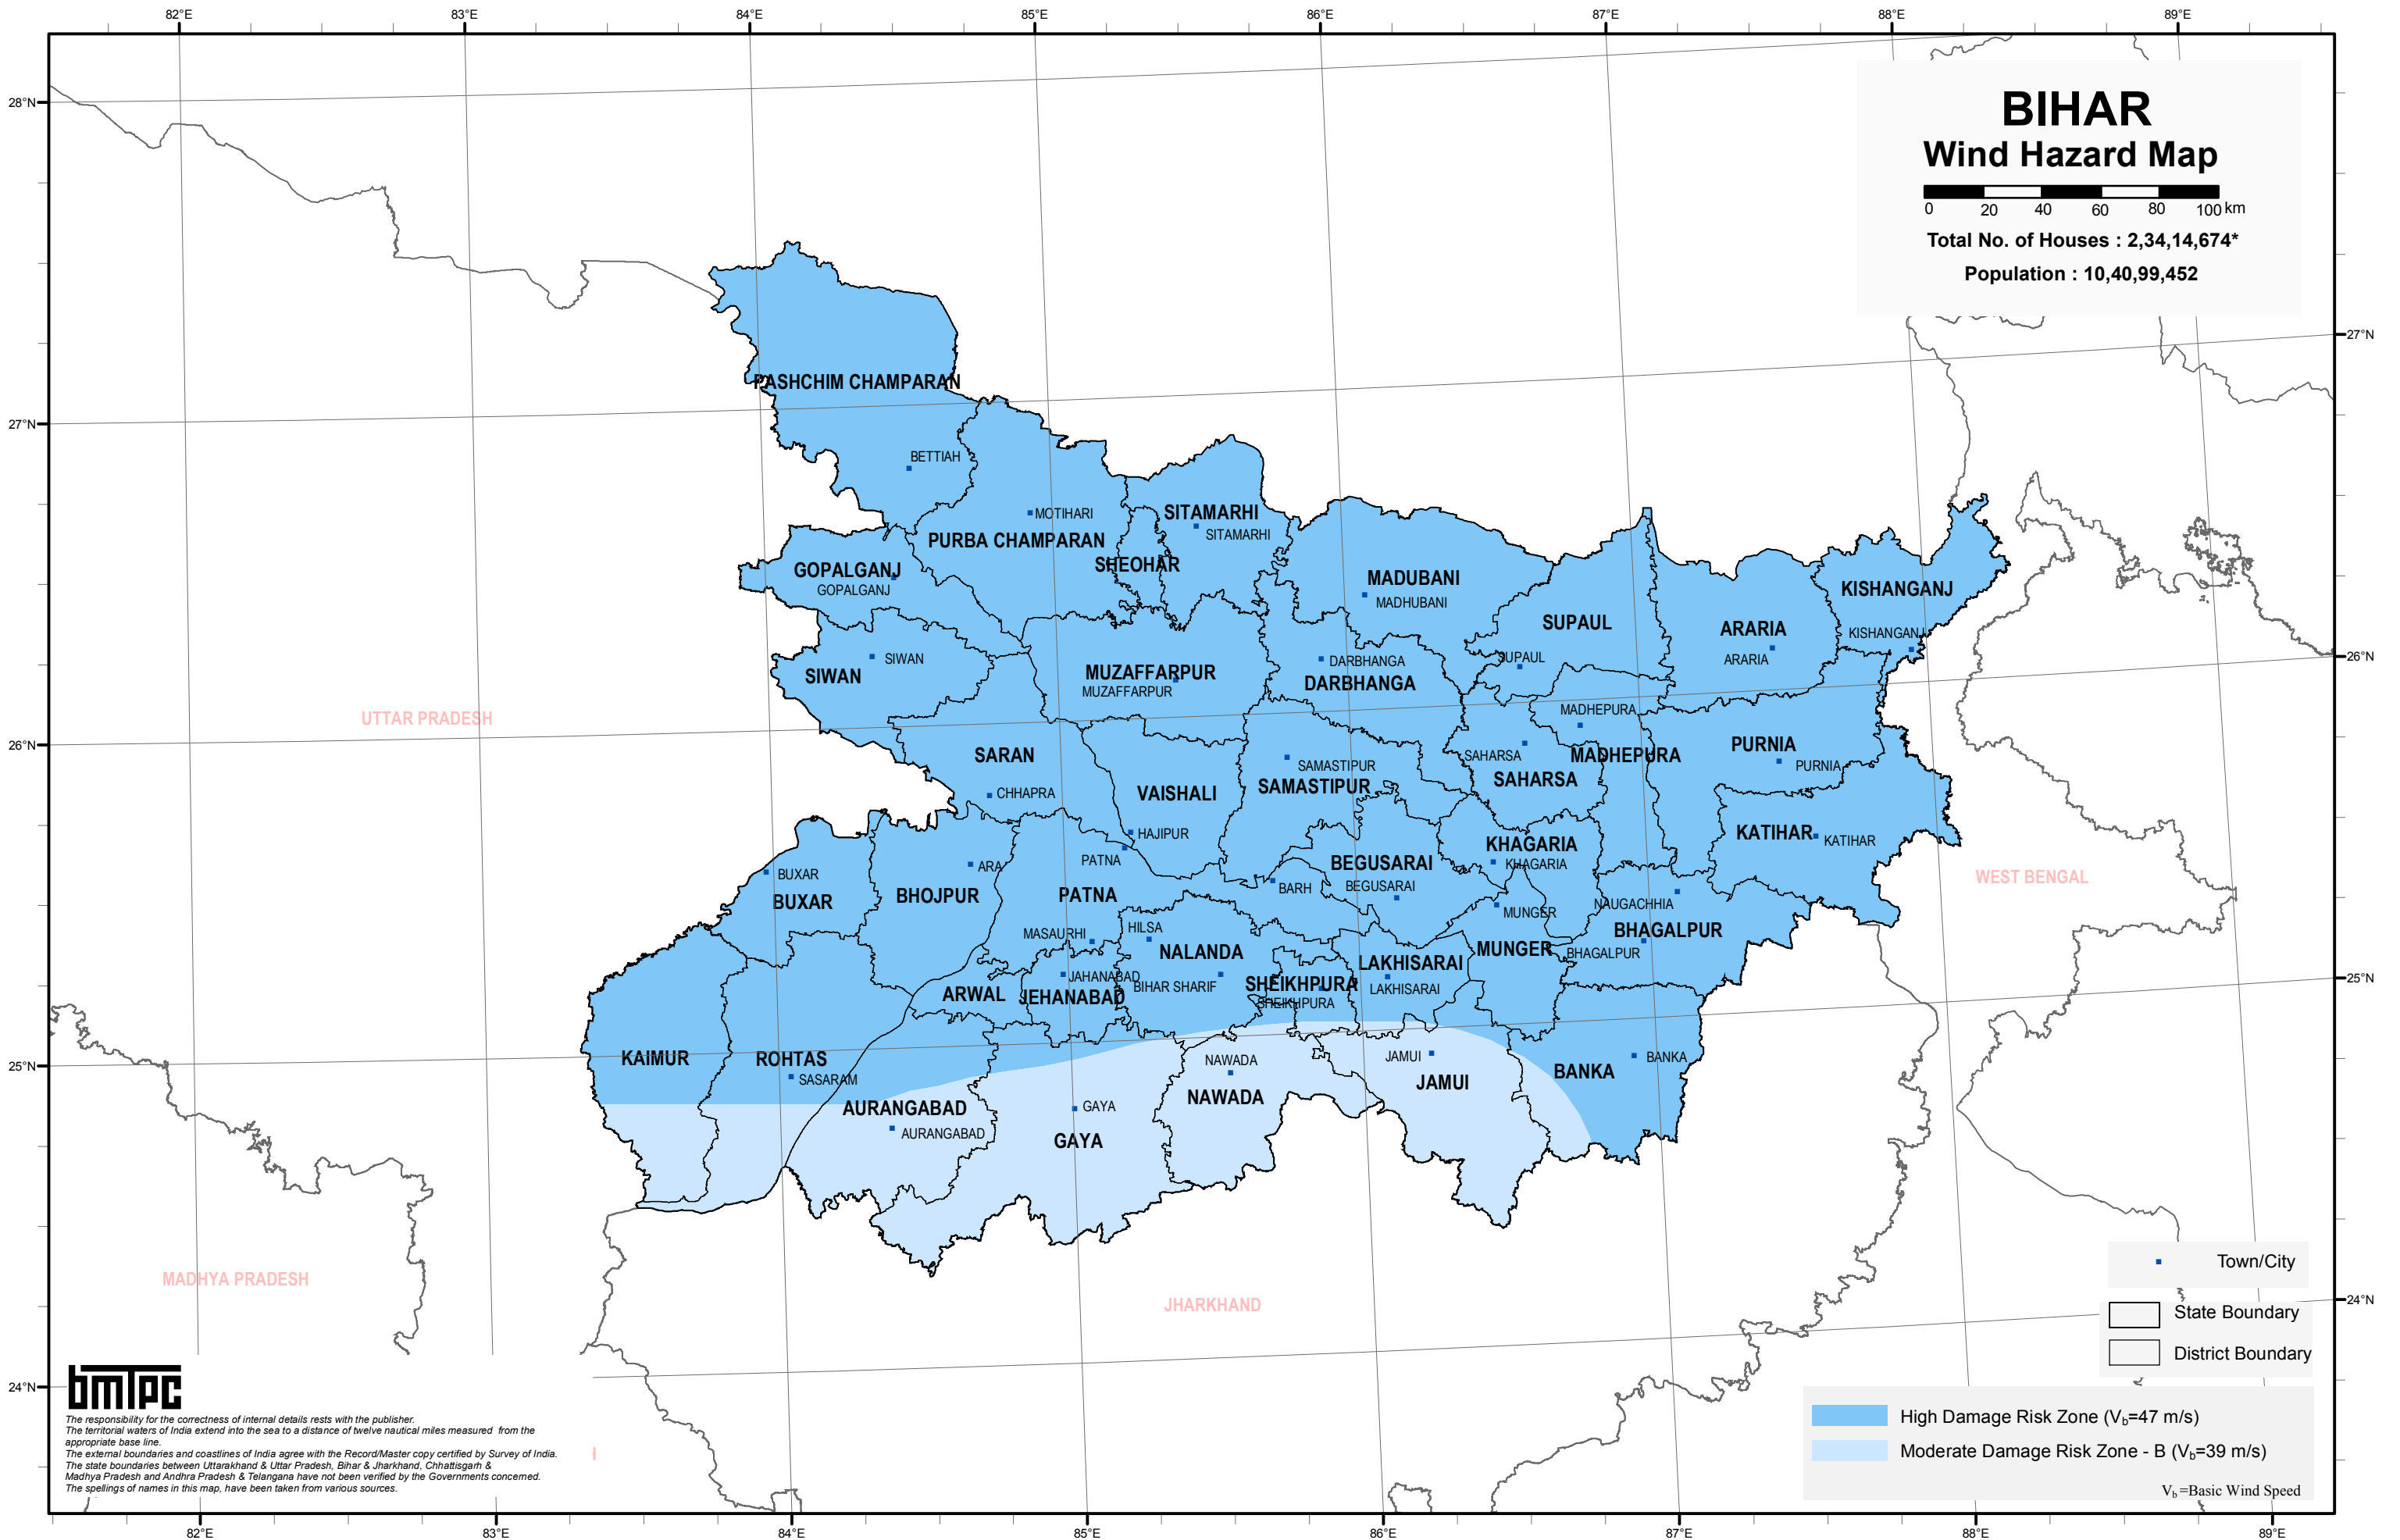 82°E 83°E 84°E 85°E 86°E 87°E 88°E 89°E
28°N
27°N
26°N
25°N
24°N
27°N
26°N
25°N
24°N
BIHAR
Wind Hazard Map
0 20 40 60 80 100 km
Total No. of Houses : 2,34,14,674*
Population : 10,40,99,452
PASHCHIM CHAMPARAN
BETTIAH
MOTIHARI
PURBA CHAMPARAN
SITAMARHI
SITAMARHI
SHEOHAR
GOPALGANJ
GOPALGANJ
MADUBANI
MADHUBANI
KISHANGANJ
KISHANGANJ
SUPAUL
SUPAUL
ARARIA
ARARIA
SIWAN
SIWAN
MUZAFFARPUR
MUZAFFARPUR
DARBHANGA
DARBHANGA
UTTAR PRADESH
MADHEPURA
MADHEPURA
SARAN
CHHAPRA
VAISHALI
HAJIPUR
SAMASTIPUR
SAMASTIPUR
SAHARSA
SAHARSA
PURNIA
PURNIA
KATIHAR
KATIHAR
KHAGARIA
KHAGARIA
BEGUSARAI
BEGUSARAI
PATNA
PATNA
ARA
BHOJPUR
BUXAR
BUXAR
BARH
WEST BENGAL
MUNGER
MUNGER
NAUGACHHIA
BHAGALPUR
BHAGALPUR
MASAURHI
HILSA
NALANDA
BIHAR SHARIF
JAHANABAD
JEHANABAD
ARWAL
SHEIKHPURA
SHEIKHPURA
LAKHISARAI
LAKHISARAI
KAIMUR
ROHTAS
SASARAM
AURANGABAD
AURANGABAD
GAYA
GAYA
NAWADA
NAWADA
JAMUI
JAMUI
BANKA
BANKA
MADHYA PRADESH
JHARKHAND
Town/City
State Boundary
District Boundary
High Damage Risk Zone (Vb=47 m/s)
Moderate Damage Risk Zone - B (Vb=39 m/s)
Vb=Basic Wind Speed
bmTpc
The responsibility for the correctness of internal details rests with the publisher.
The territorial waters of India extend into the sea to a distance of twelve nautical miles measured from the
appropriate base line.
The external boundaries and coastlines of India agree with the Record/Master copy certified by Survey of India.
The state boundaries between Uttarakhand & Uttar Pradesh, Bihar & Jharkhand, Chhattisgarh &
Madhya Pradesh and Andhra Pradesh & Telangana have not been verified by the Governments concerned.
The spellings of names in this map, have been taken from various sources.
82°E 83°E 84°E 85°E 86°E 87°E 88°E 89°E